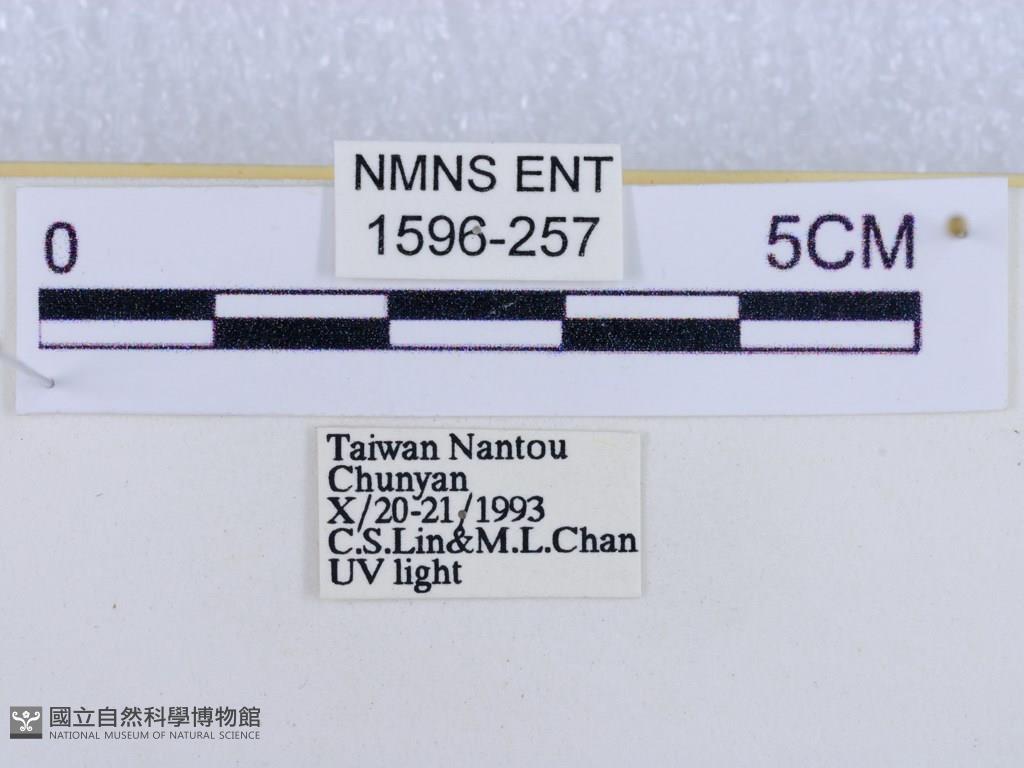 NMNS ENT
1596-257
0 5CM
Taiwan Nantou
Chunyan
X/20-21/1993
C.S.Lin&M.L.Chan
UV light
國立自然科學博物館
NATIONAL MUSEUM OF NATURAL SCIENCE